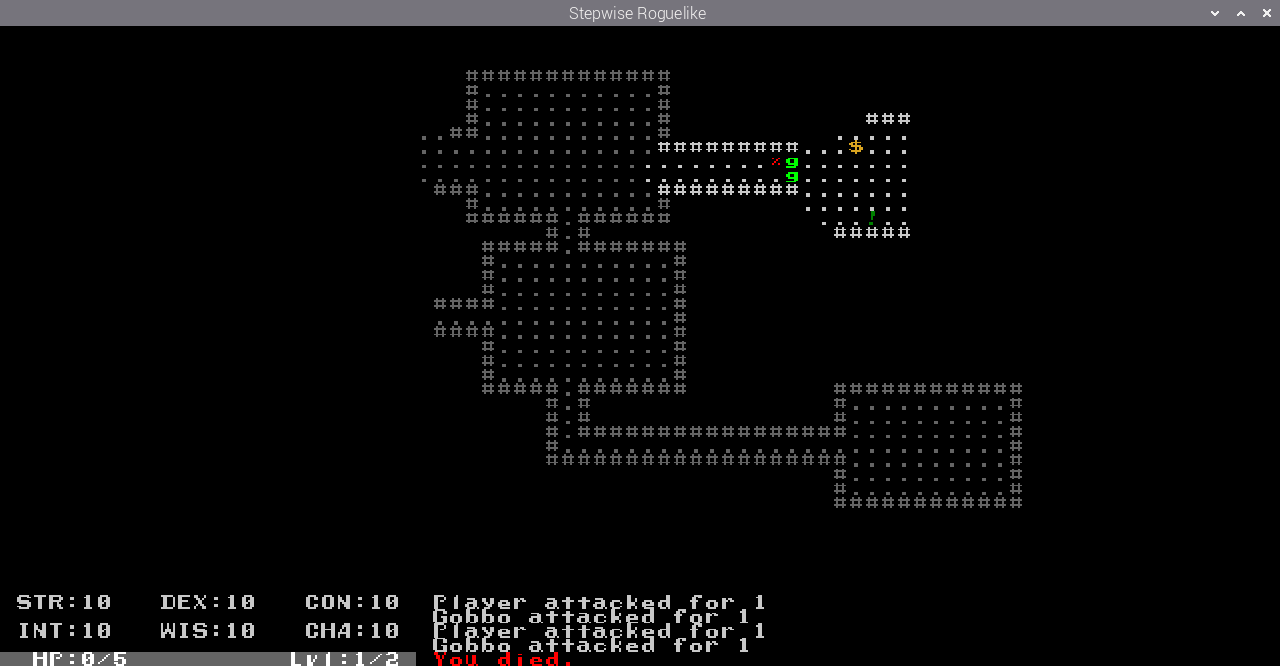 Stepwise Roguelike
STR:10 DEX:10 CON:10
INT:10 WIS:10 CHA:10
HP:0/5 Lvl:1/2
Player attacked for 1
Gobbo attacked for 1
Player attacked for 1
Gobbo attacked for 1
You died.